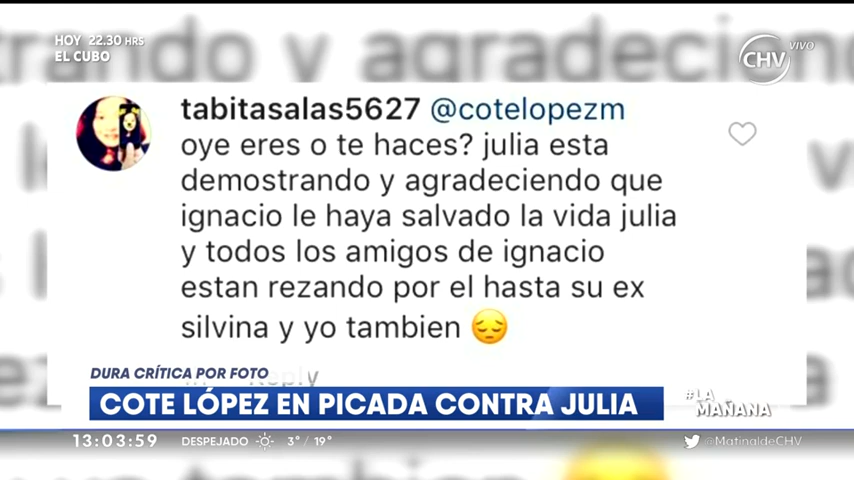 HOY 22.30 HRS
EL CUBO
CHV VIVO
tabitasalas5627 @cotelopezm
oye eres o te haces? julia esta
demostrando y agradeciendo que
ignacio le haya salvado la vida julia
y todos los amigos de ignacio
estan rezando por el hasta su ex
silvina y yo tambien 😔
Reply
DURA CRÍTICA POR FOTO
COTE LÓPEZ EN PICADA CONTRA JULIA
#LA
MAÑANA
13:03:59 DESPEJADO 3° / 19° @MatinaldeCHV